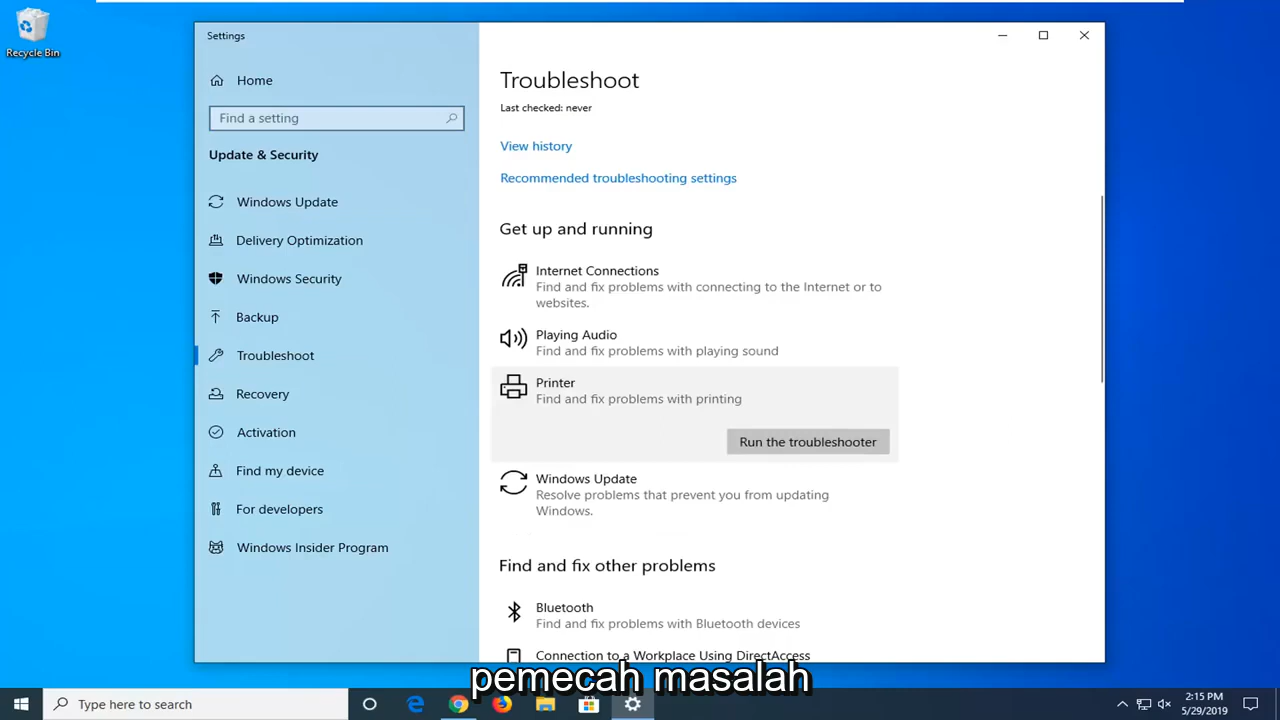 Recycle Bin
Settings
Home
Find a setting
Update & Security
Windows Update
Delivery Optimization
Windows Security
Backup
Troubleshoot
Recovery
Activation
Find my device
For developers
Windows Insider Program
Troubleshoot
Last checked: never
View history
Recommended troubleshooting settings
Get up and running
Internet Connections
Find and fix problems with connecting to the Internet or to
websites.
Playing Audio
Find and fix problems with playing sound
Printer
Find and fix problems with printing
Run the troubleshooter
Windows Update
Resolve problems that prevent you from updating
Windows.
Find and fix other problems
Bluetooth
Find and fix problems with Bluetooth devices
Connection to a Workplace Using DirectAccess
pemecah masalah
Type here to search
2:15 PM
5/29/2019